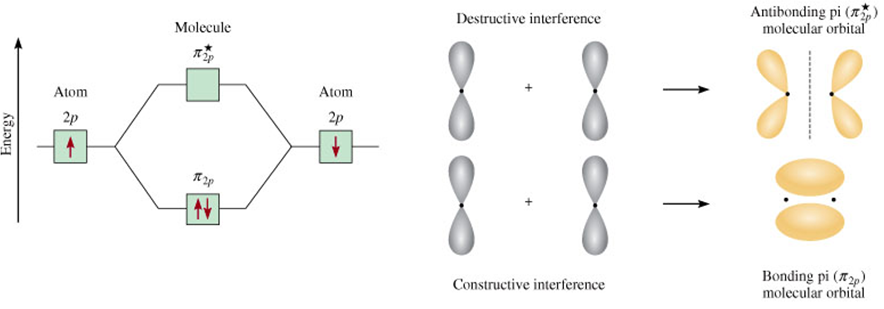 Energy
Molecule
π★2p
Atom
2p
Atom
2p
π2p
Destructive interference
+
+
Constructive interference
Antibonding pi (π★2p)
molecular orbital
Bonding pi (π2p)
molecular orbital